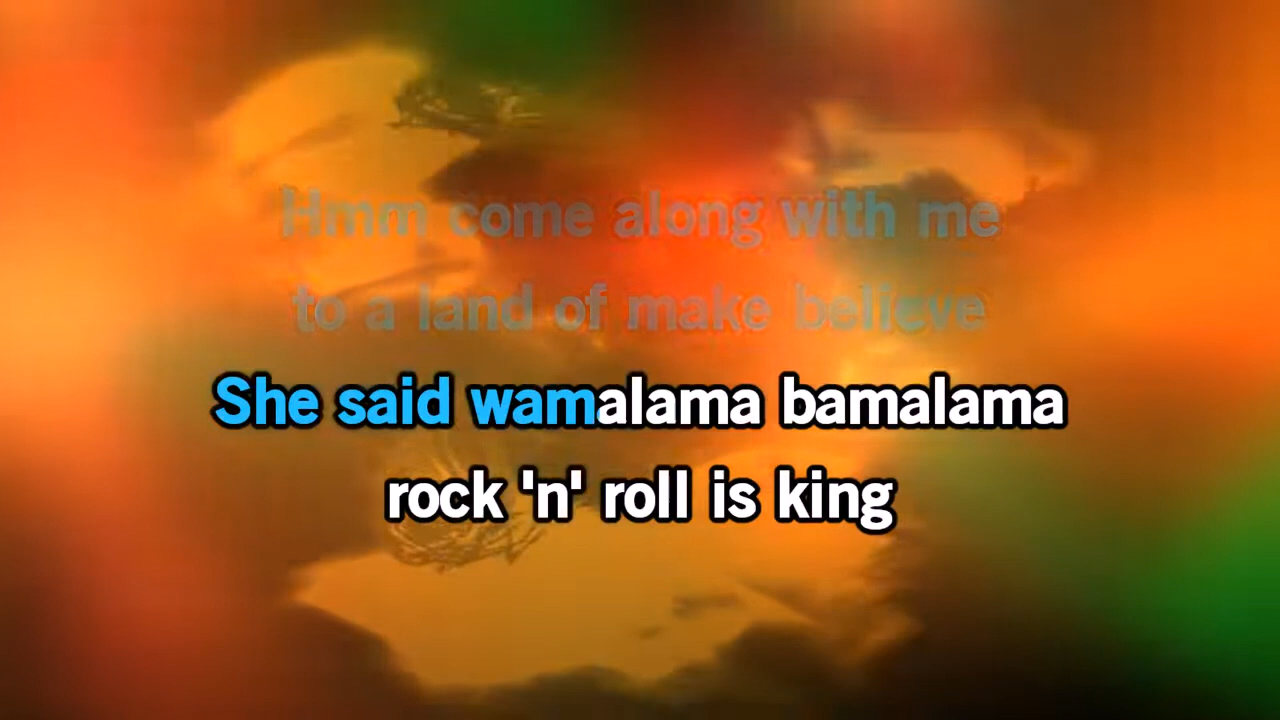 Hmm come along with me
to a land of make believe
She said wamalama bamalama
rock 'n' roll is king